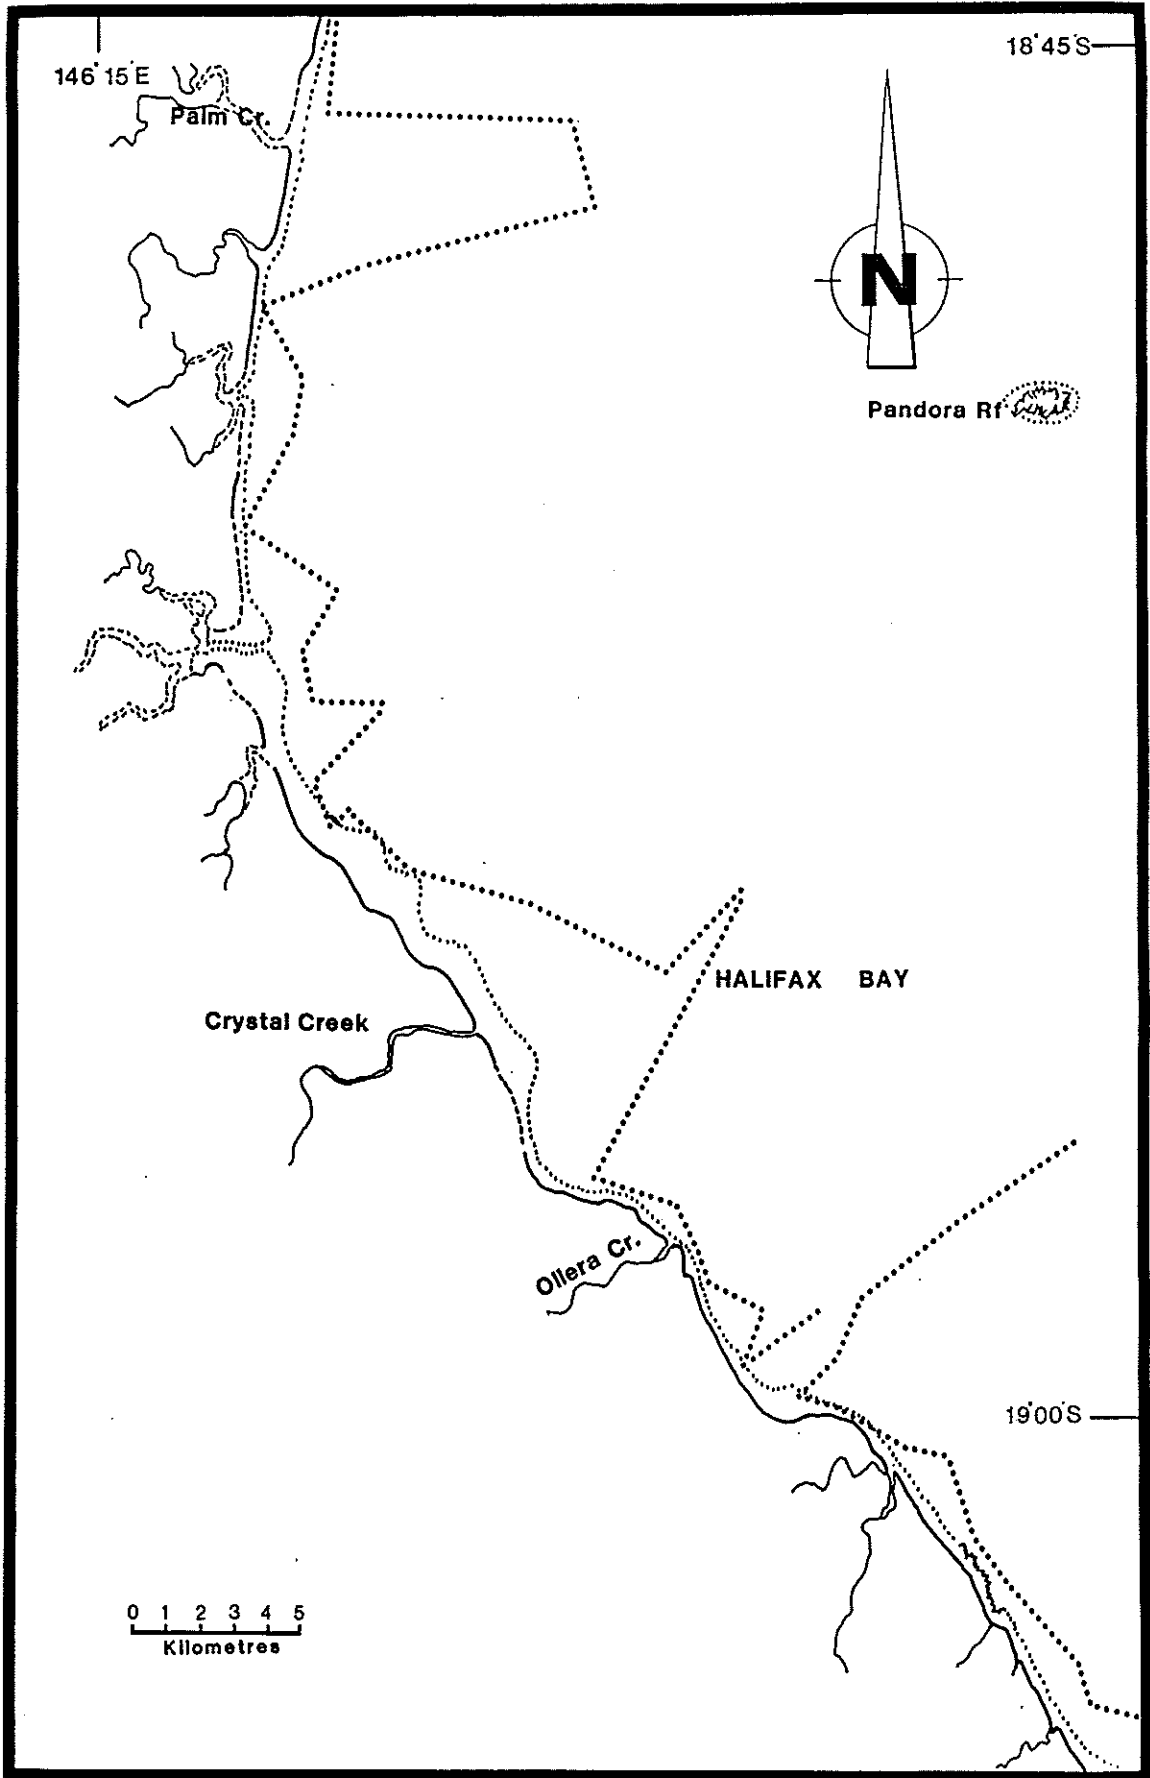 146°15'E
18°45'S
Palm Cr.
N
Pandora Rf
HALIFAX BAY
Crystal Creek
Ollera Cr.
19°00'S
0 1 2 3 4 5
Kilometres